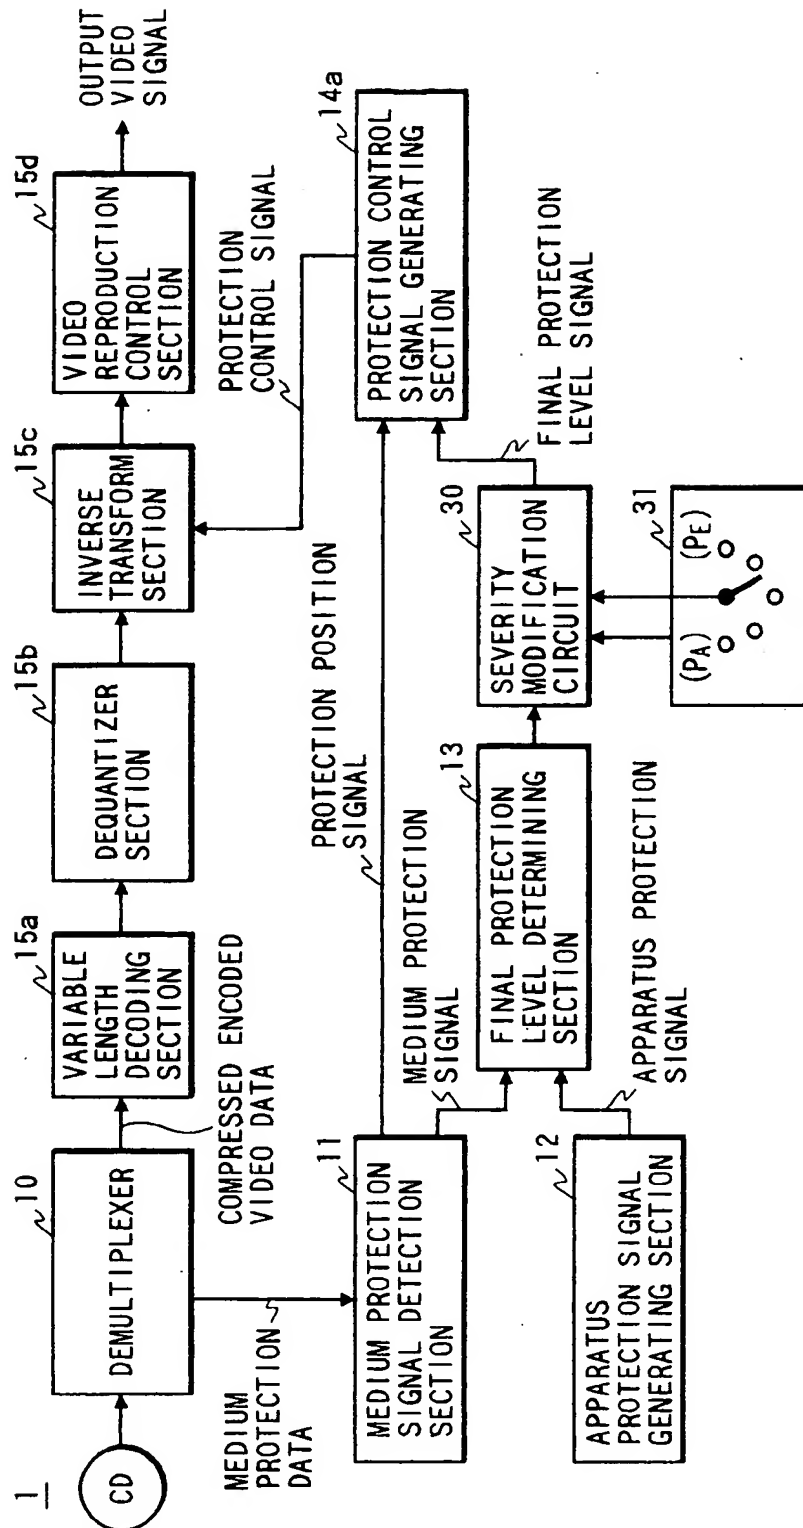 1
CD
10
DEMULTIPLEXER
COMPRESSED ENCODED
VIDEO DATA
15a
VARIABLE
LENGTH
DECODING
SECTION
15b
DEQUANTIZER
SECTION
15c
INVERSE
TRANSFORM
SECTION
15d
VIDEO
REPRODUCTION
CONTROL
SECTION
OUTPUT
VIDEO
SIGNAL
MEDIUM
PROTECTION
DATA
11
MEDIUM PROTECTION
SIGNAL DETECTION
SECTION
PROTECTION POSITION
SIGNAL
PROTECTION
CONTROL SIGNAL
14a
PROTECTION CONTROL
SIGNAL GENERATING
SECTION
MEDIUM PROTECTION
SIGNAL
12
APPARATUS
PROTECTION SIGNAL
GENERATING SECTION
APPARATUS PROTECTION
SIGNAL
13
FINAL PROTECTION
LEVEL DETERMINING
SECTION
30
SEVERITY
MODIFICATION
CIRCUIT
FINAL PROTECTION
LEVEL SIGNAL
31
(PA)
(PE)